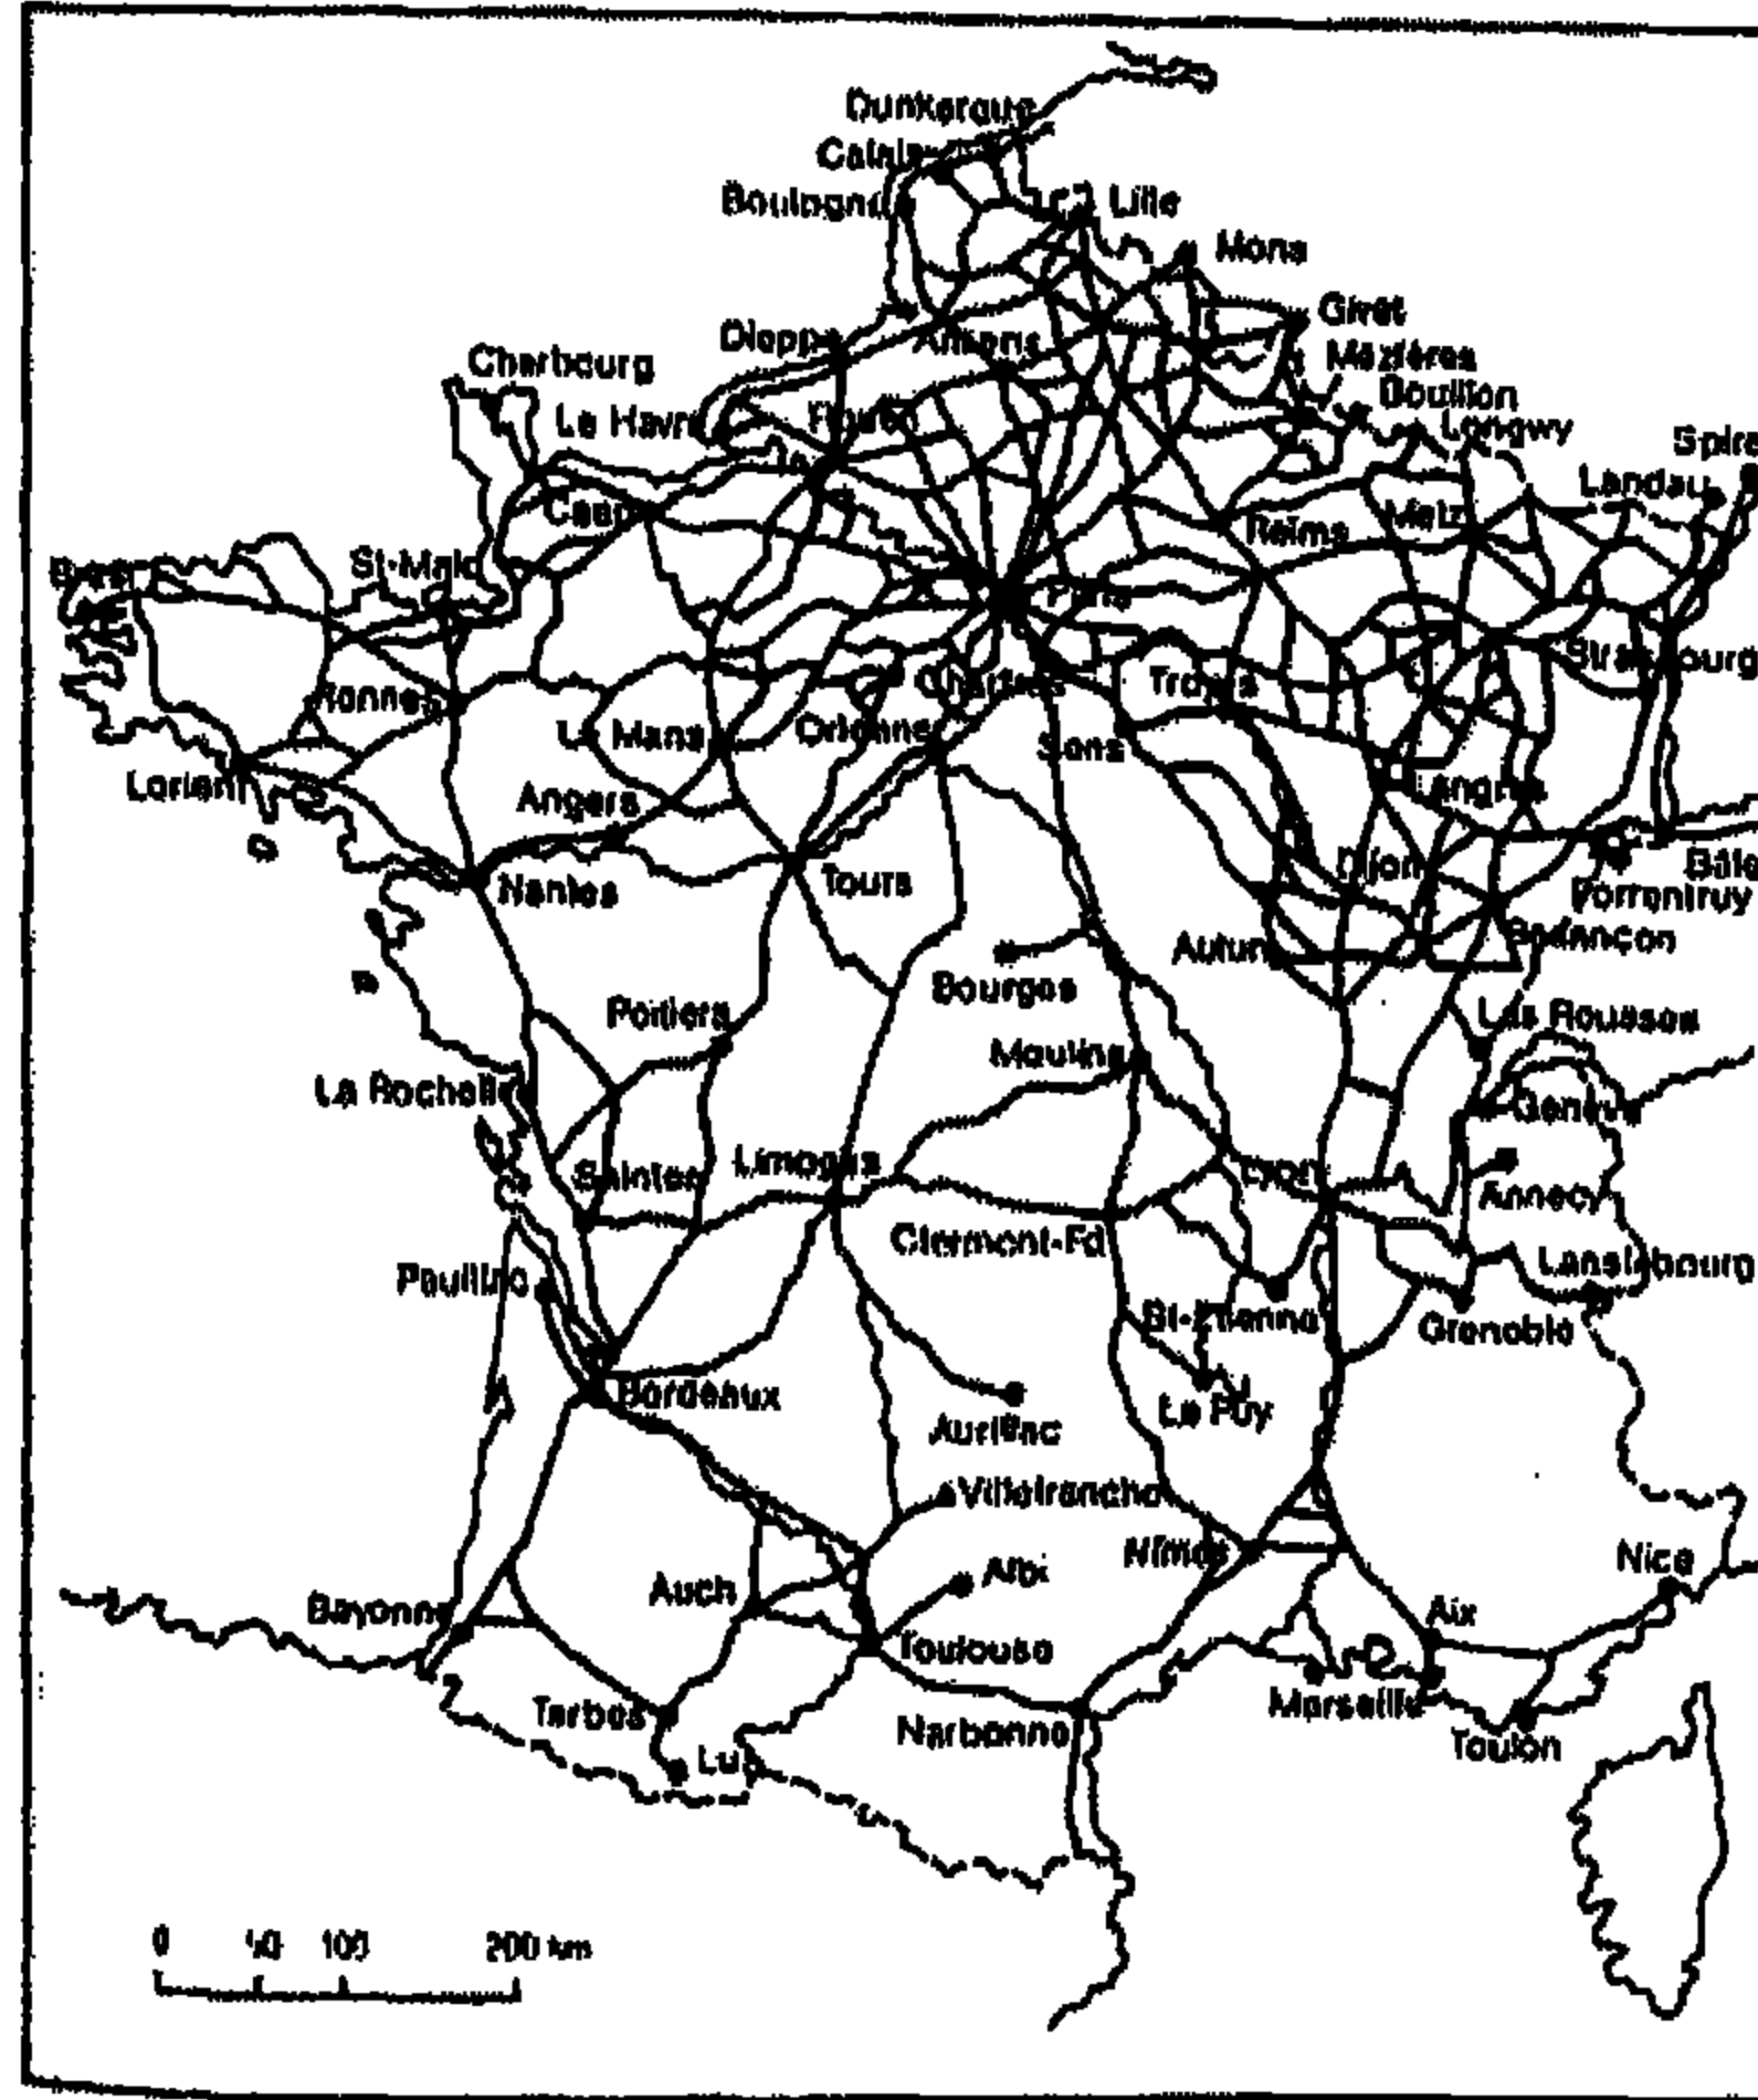 Dunkerque
Calais
Boulogne
Lille
Mons
Givet
Dieppe
Amiens
Mézières
Cherbourg
Bouillon
Le Havre
Rouen
Longwy
Spire
Landau
Caen
Reims
Metz
Brest
St-Malo
Paris
Strasbourg
Rennes
Chartres
Troyes
Le Mans
Orléans
Sens
Lorient
Angers
Langres
Dijon
Bâle
Nantes
Tours
Porrentruy
Autun
Besançon
Bourges
Poitiers
Les Rousses
Moulins
La Rochelle
Genève
Saintes
Limoges
Lyon
Annecy
Clermont-Fd
Pauillac
Lanslebourg
St-Etienne
Grenoble
Bordeaux
Le Puy
Aurillac
Villefranche
Nîmes
Nice
Auch
Albi
Bayonne
Aix
Toulouse
Tarbes
Narbonne
Marseille
Toulon
0 50 100 200 km